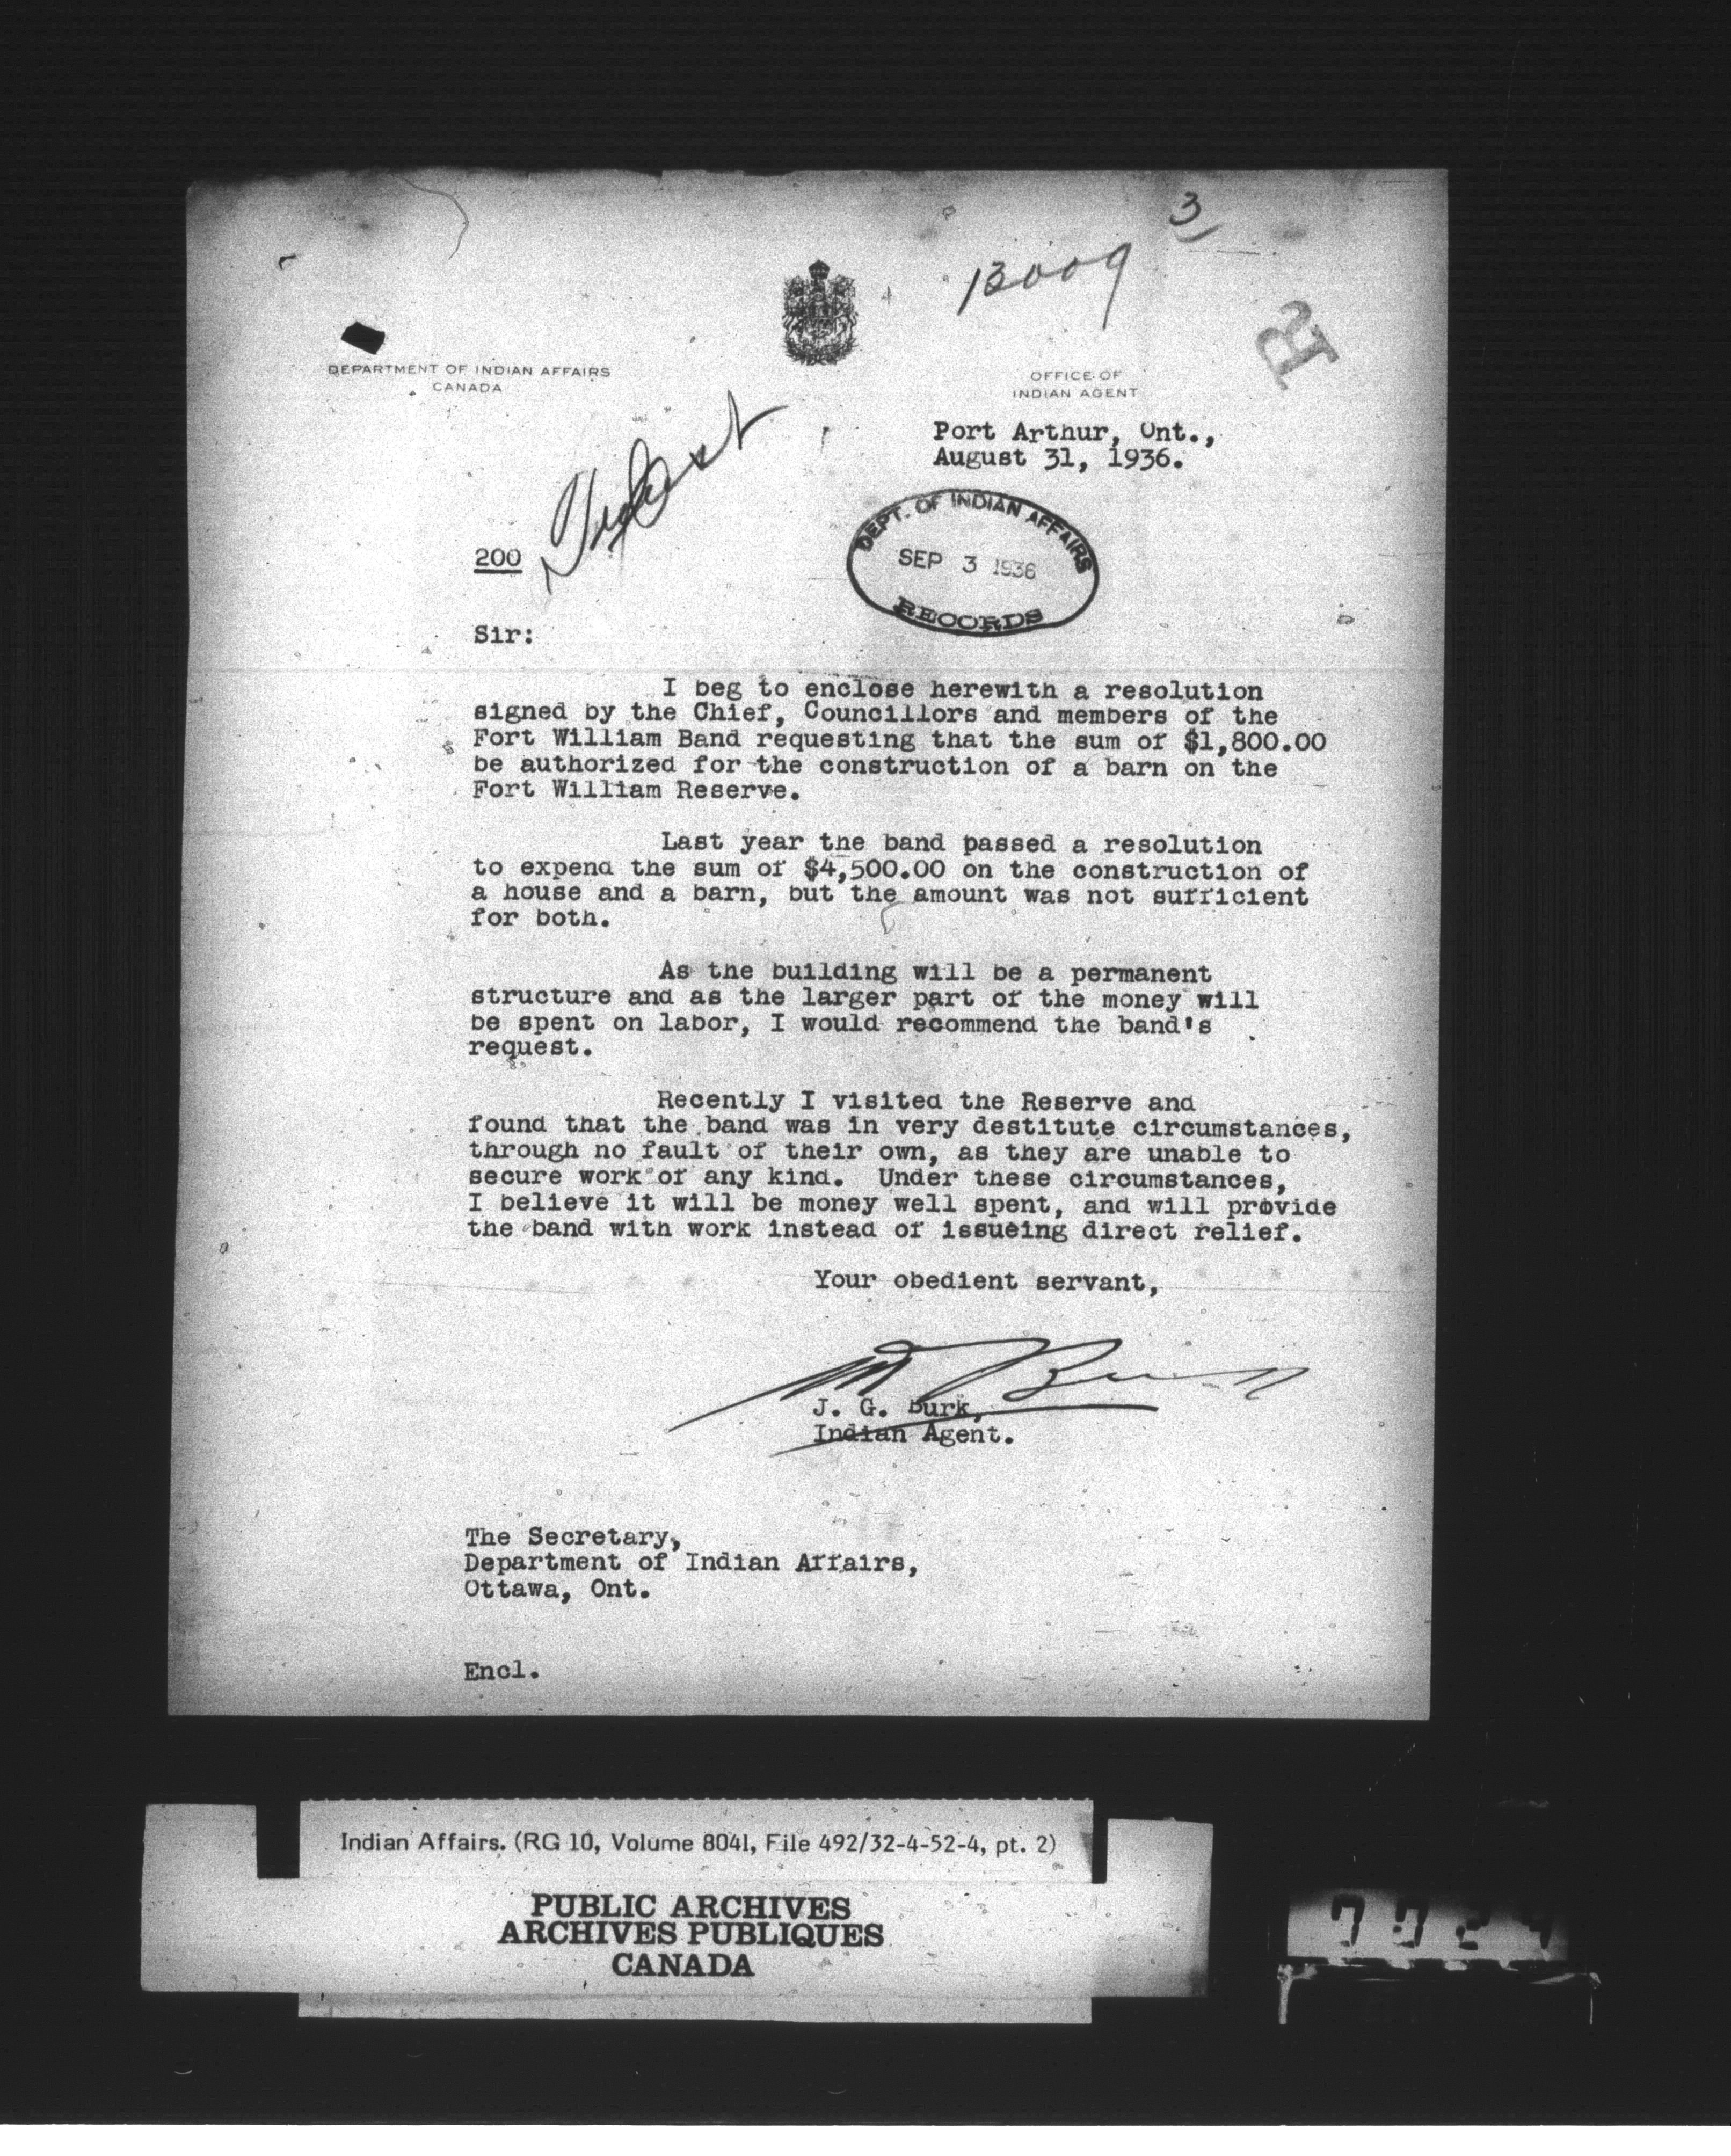 3
13009
R
DEPARTMENT OF INDIAN AFFAIRS
CANADA
OFFICE OF
INDIAN AGENT
Port Arthur, Ont.,
August 31, 1936.
DEPT. OF INDIAN AFFAIRS
SEP 3 1936
RECORDS
200
Sir:
I beg to enclose herewith a resolution
signed by the Chief, Councillors and members of the
Fort William Band requesting that the sum of $1,800.00
be authorized for the construction of a barn on the
Fort William Reserve.
Last year the band passed a resolution
to expend the sum of $4,500.00 on the construction of
a house and a barn, but the amount was not sufficient
for both.
As the building will be a permanent
structure and as the larger part of the money will
be spent on labor, I would recommend the band's
request.
Recently I visited the Reserve and
found that the band was in very destitute circumstances,
through no fault of their own, as they are unable to
secure work of any kind. Under these circumstances,
I believe it will be money well spent, and will provide
the band with work instead of issueing direct relief.
Your obedient servant,
J. G. Burk,
Indian Agent.
The Secretary,
Department of Indian Affairs,
Ottawa, Ont.
Encl.
Indian Affairs. (RG 10, Volume 8041, File 492/32-4-52-4, pt. 2)
PUBLIC ARCHIVES
ARCHIVES PUBLIQUES
CANADA